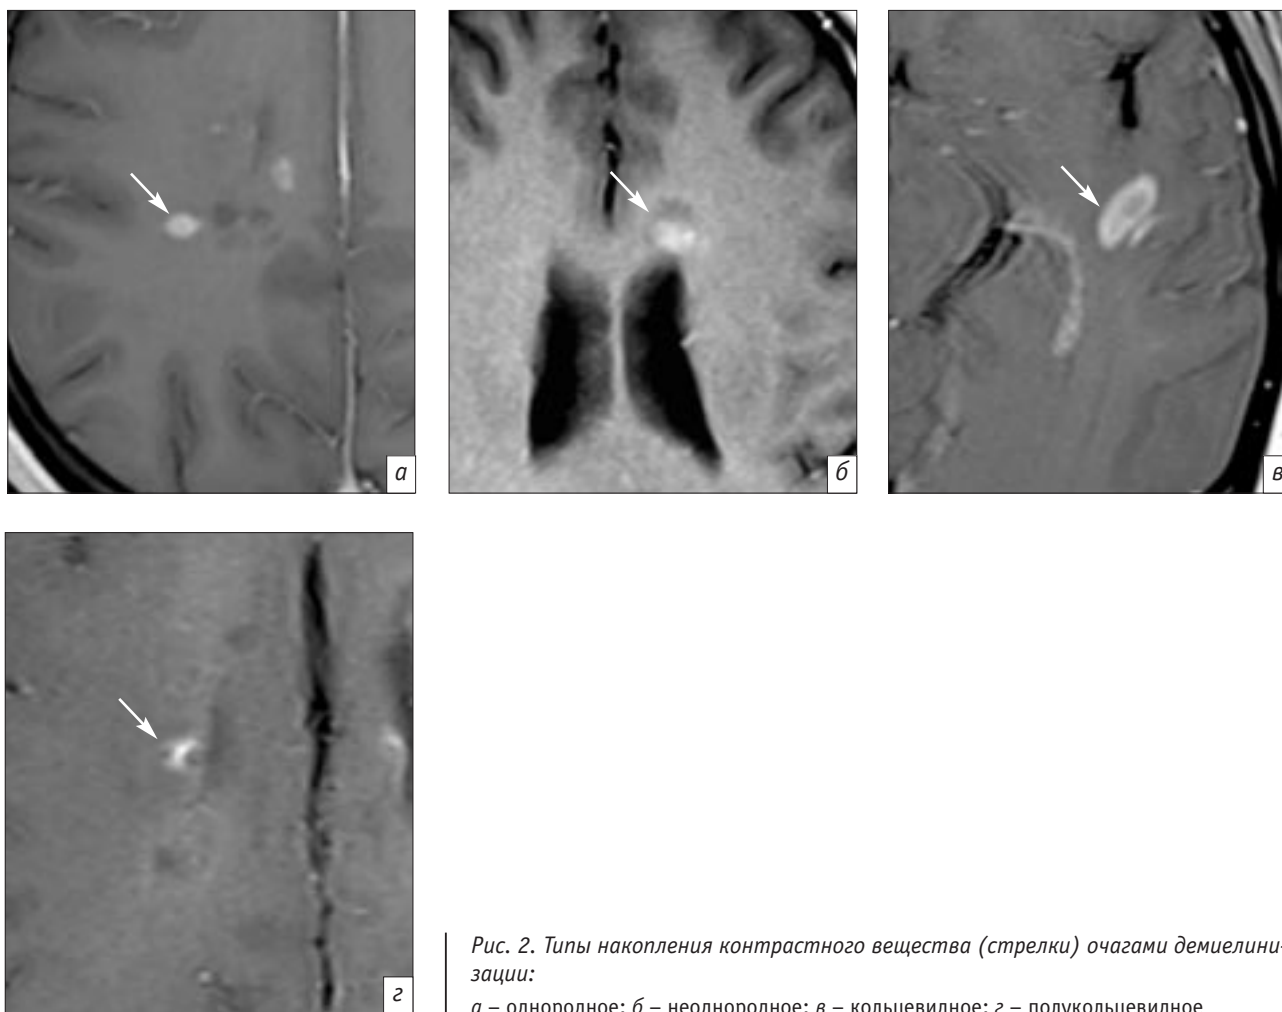 а
б
в
г
Рис. 2. Типы накопления контрастного вещества (стрелки) очагами демиелини-
зации:
а – однородное; б – неоднородное; в – кольцевидное; г – полукольцевидное